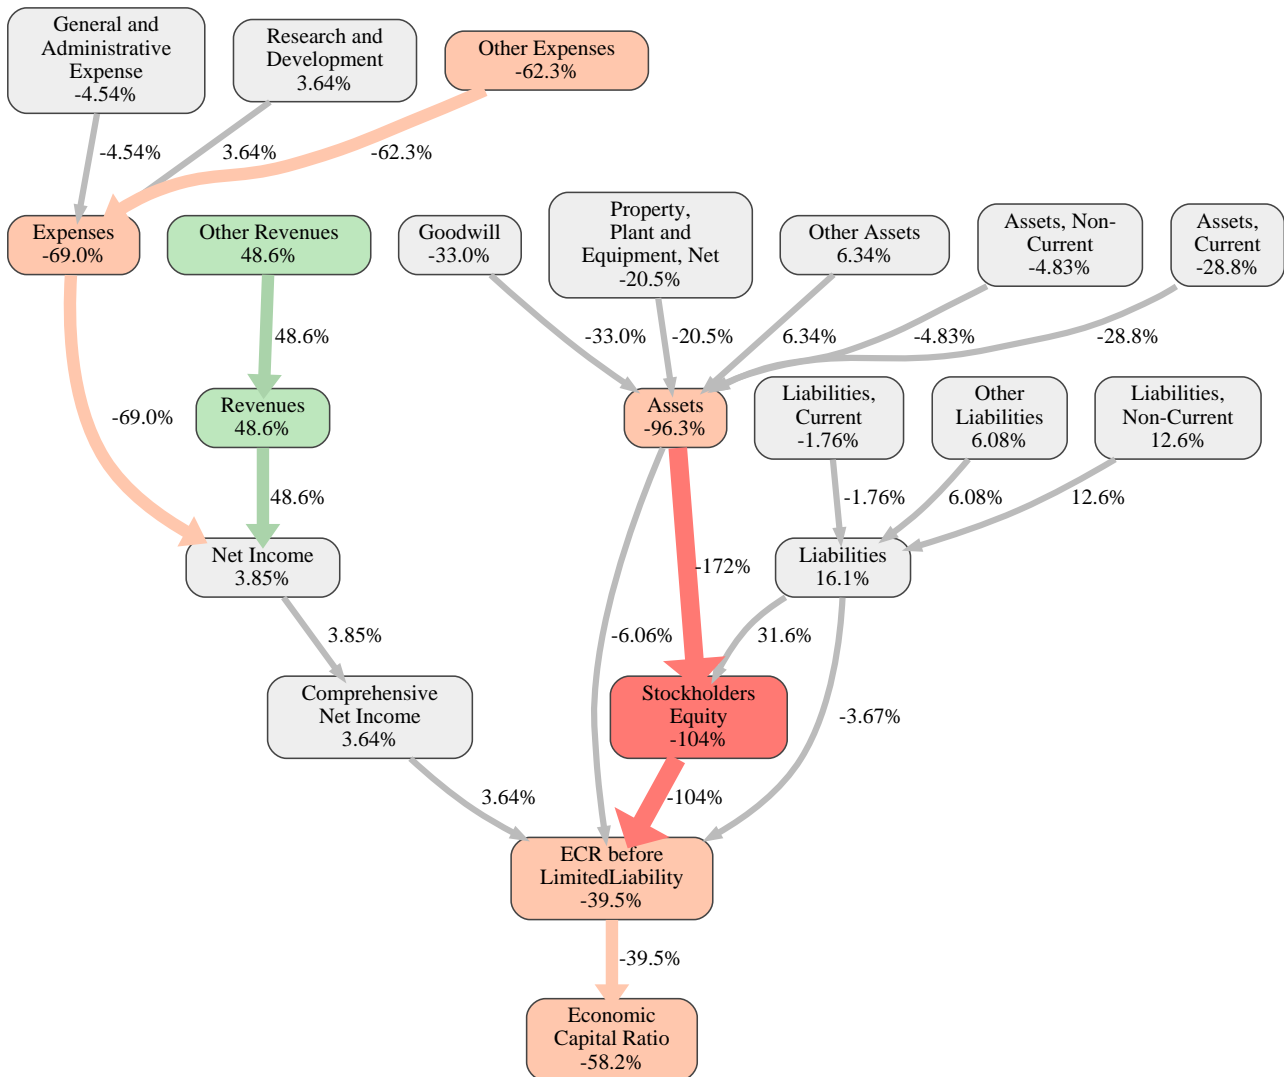 General and
Administrative
Expense
-4.54%
Research and
Development
3.64%
Other Expenses
-62.3%
-4.54%
3.64%
-62.3%
Expenses
-69.0%
Other Revenues
48.6%
Goodwill
-33.0%
Property,
Plant and
Equipment, Net
-20.5%
Other Assets
6.34%
Assets, Non-
Current
-4.83%
Assets,
Current
-28.8%
48.6%
-33.0%
-20.5%
6.34%
-4.83%
-28.8%
-69.0%
Revenues
48.6%
Assets
-96.3%
Liabilities,
Current
-1.76%
Other
Liabilities
6.08%
Liabilities,
Non-Current
12.6%
48.6%
-1.76%
6.08%
12.6%
Net Income
3.85%
-172%
Liabilities
16.1%
3.85%
-6.06%
31.6%
-3.67%
Comprehensive
Net Income
3.64%
Stockholders
Equity
-104%
3.64%
-104%
ECR before
LimitedLiability
-39.5%
-39.5%
Economic
Capital Ratio
-58.2%